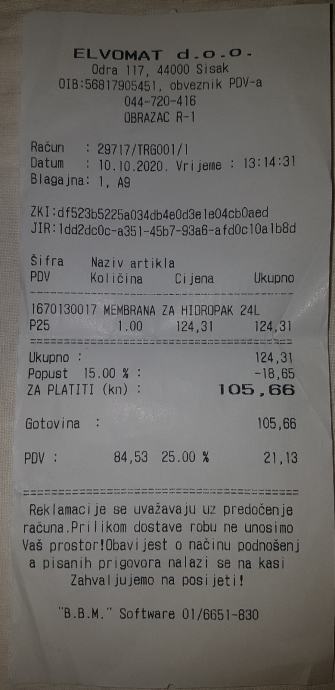 ELVOMAT d.o.o.
Odra 117, 44000 Sisak
OIB:56817905451, obveznik PDV-a
044-720-416
OBRAZAC R-1
Račun : 29717/TRG001/1
Datum : 10.10.2020. Vrijeme : 13:14:31
Blagajna: 1, A9
ZKI:df523b5225a034db4e0d3e1e04cb0aed
JIR:1dd2dc0c-a351-45b7-93a6-afd0c10a1b8d
Šifra Naziv artikla
PDV Količina Cijena Ukupno
1670130017 MEMBRANA ZA HIDROPAK 24L
P25 1.00 124,31 124,31
Ukupno : 124,31
Popust 15.00 % : -18,65
ZA PLATITI (kn) : 105,66
Gotovina : 105,66
PDV : 84,53 25.00 % 21,13
Reklamacije se uvažavaju uz predočenje
računa.Prilikom dostave robu ne unosimo
Vaš prostor!Obavijest o načinu podnošenj
a pisanih prigovora nalazi se na kasi
Zahvaljujemo na posijeti!
"B.B.M." Software 01/6651-830